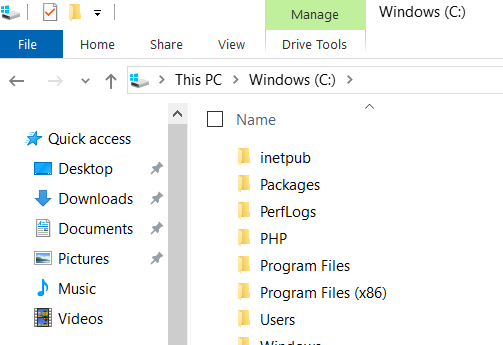 Manage
Windows (C:)
File
Home
Share
View
Drive Tools
This PC
Windows (C:)
Name
Quick access
Desktop
Downloads
Documents
Pictures
Music
Videos
inetpub
Packages
PerfLogs
PHP
Program Files
Program Files (x86)
Users
Windows